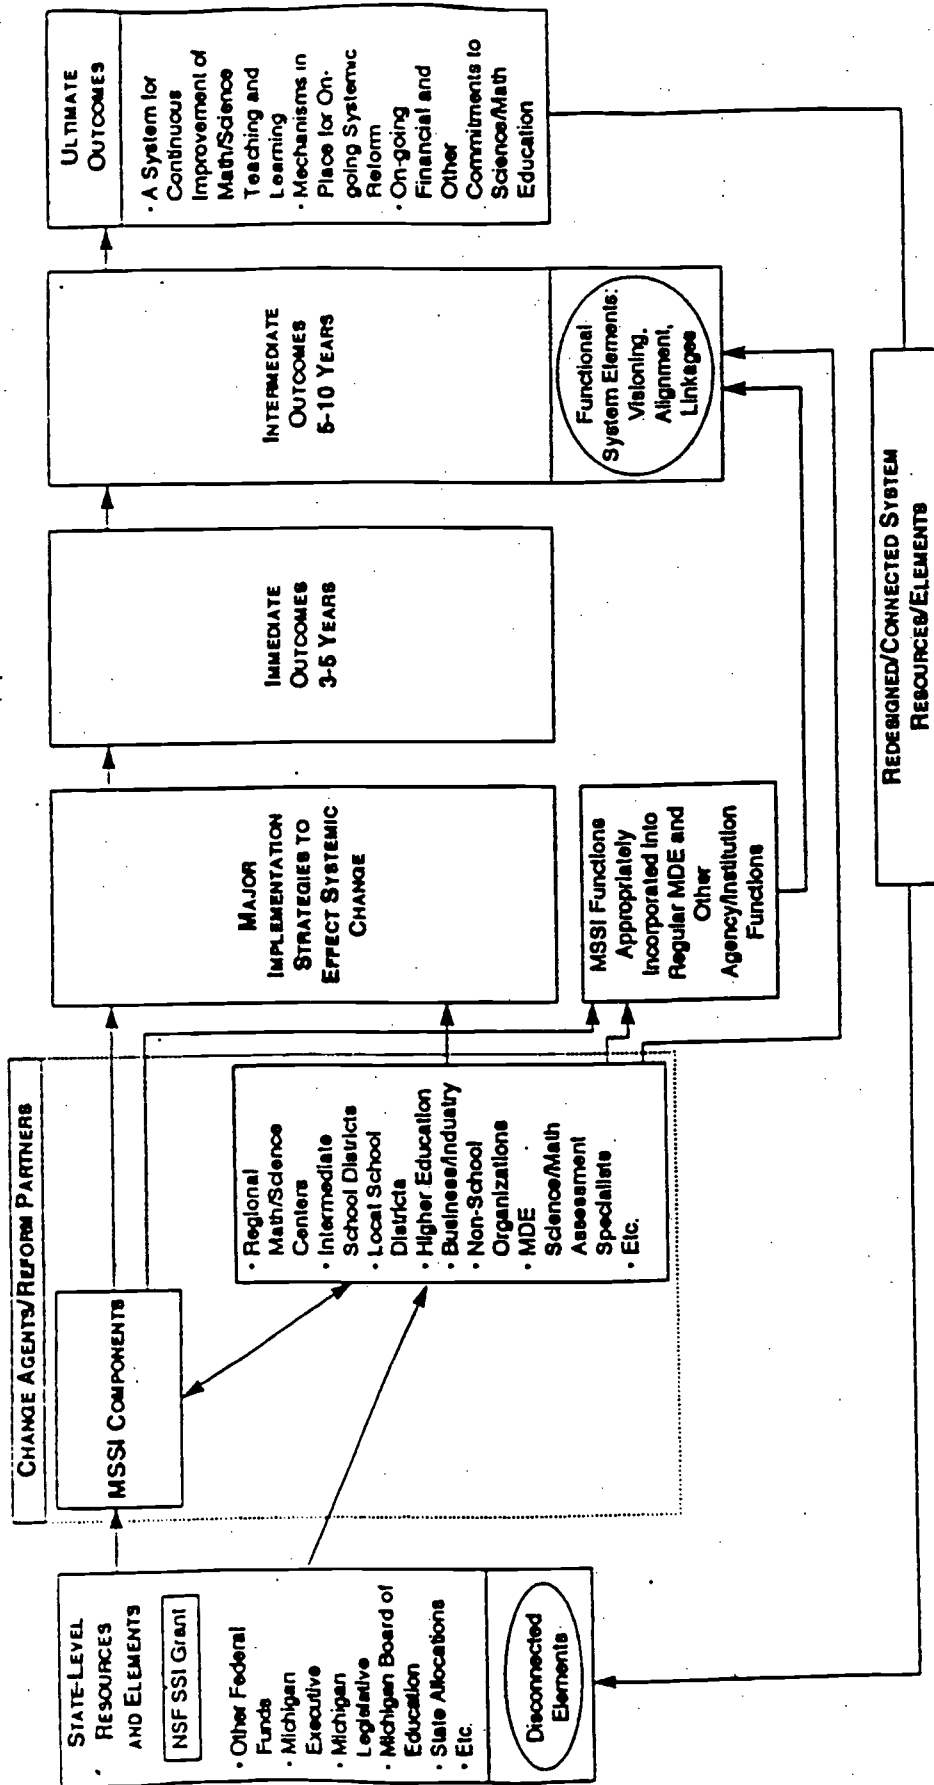 STATE-LEVEL
RESOURCES
AND ELEMENTS
NSF SSI Grant
· Other Federal
Funds
· Michigan
Executive
· Michigan
Legislative
· Michigan Board of
Education
· State Allocations
· Etc.
Disconnected
Elements
CHANGE AGENTS/REFORM PARTNERS
MSSI COMPONENTS
· Regional
Math/Science
Centers
· Intermediate
School Districts
· Local School
Districts
· Higher Education
· Business/Industry
· Non-School
Organizations
· MDE
Science/Math
Assessment
Specialists
· Etc.
MAJOR
IMPLEMENTATION
STRATEGIES TO
EFFECT SYSTEMIC
CHANGE
MSSI Functions
Appropriately
Incorporated Into
Regular MDE and
Other
Agency/Institution
Functions
IMMEDIATE
OUTCOMES
3-5 YEARS
INTERMEDIATE
OUTCOMES
5-10 YEARS
Functional
System Elements:
Visioning,
Alignment,
Linkages
ULTIMATE
OUTCOMES
· A System for
Continuous
Improvement of
Math/Science
Teaching and
Learning
· Mechanisms in
Place for On-
going Systemic
Reform
· On-going
Financial and
Other
Commitments to
Science/Math
Education
REDESIGNED/CONNECTED SYSTEM
RESOURCES/ELEMENTS